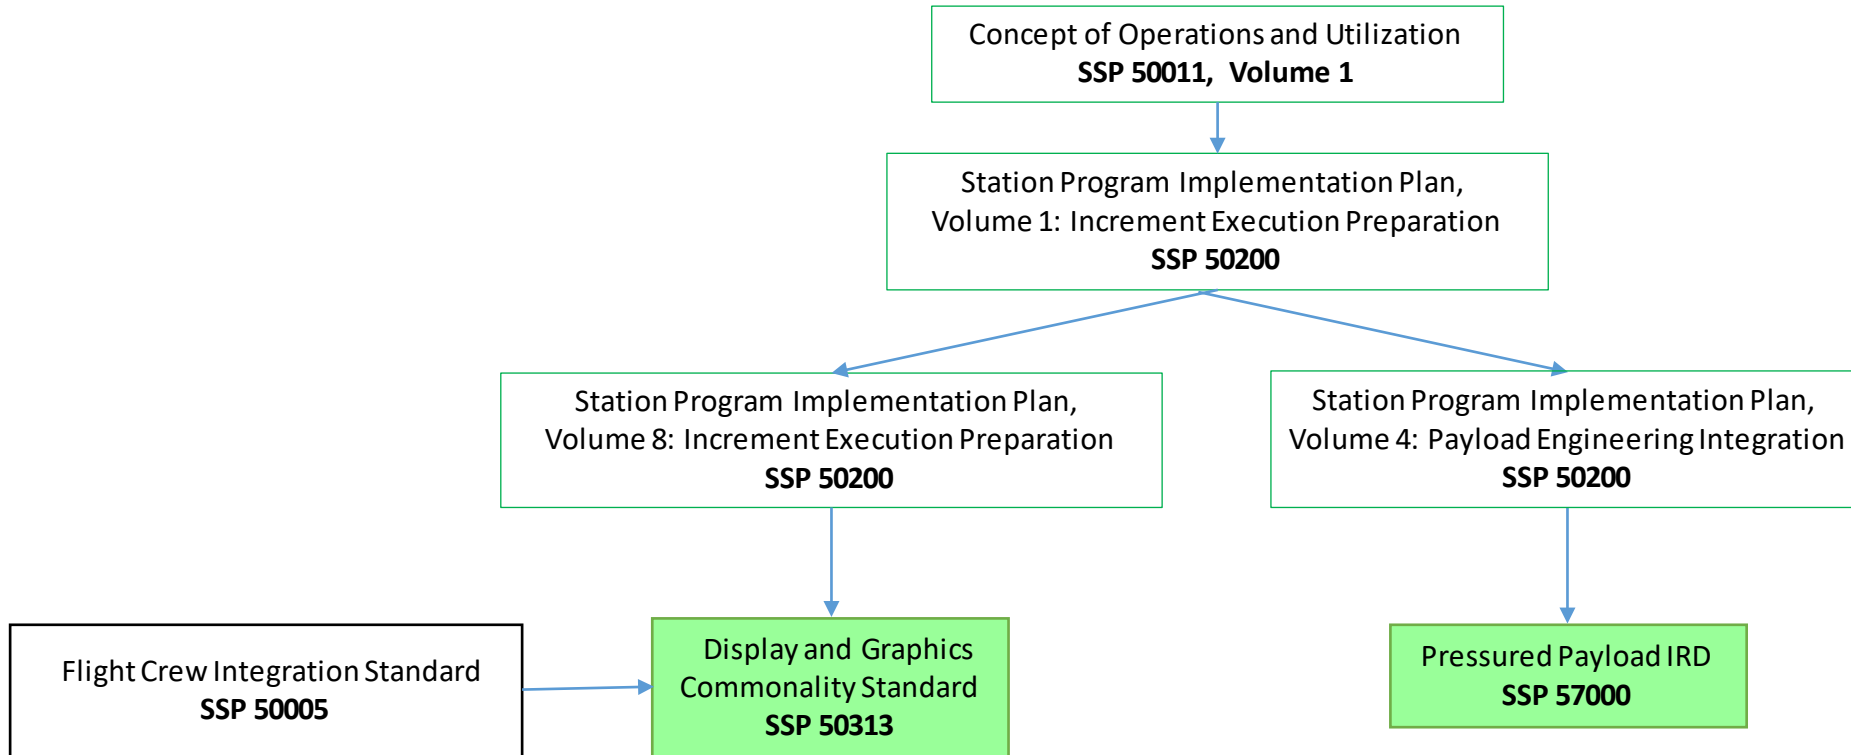 Concept of Operations and Utilization
SSP 50011, Volume 1
Station Program Implementation Plan,
Volume 1: Increment Execution Preparation
SSP 50200
Station Program Implementation Plan,
Volume 8: Increment Execution Preparation
SSP 50200
Station Program Implementation Plan,
Volume 4: Payload Engineering Integration
SSP 50200
Flight Crew Integration Standard
SSP 50005
Display and Graphics
Commonality Standard
SSP 50313
Pressured Payload IRD
SSP 57000